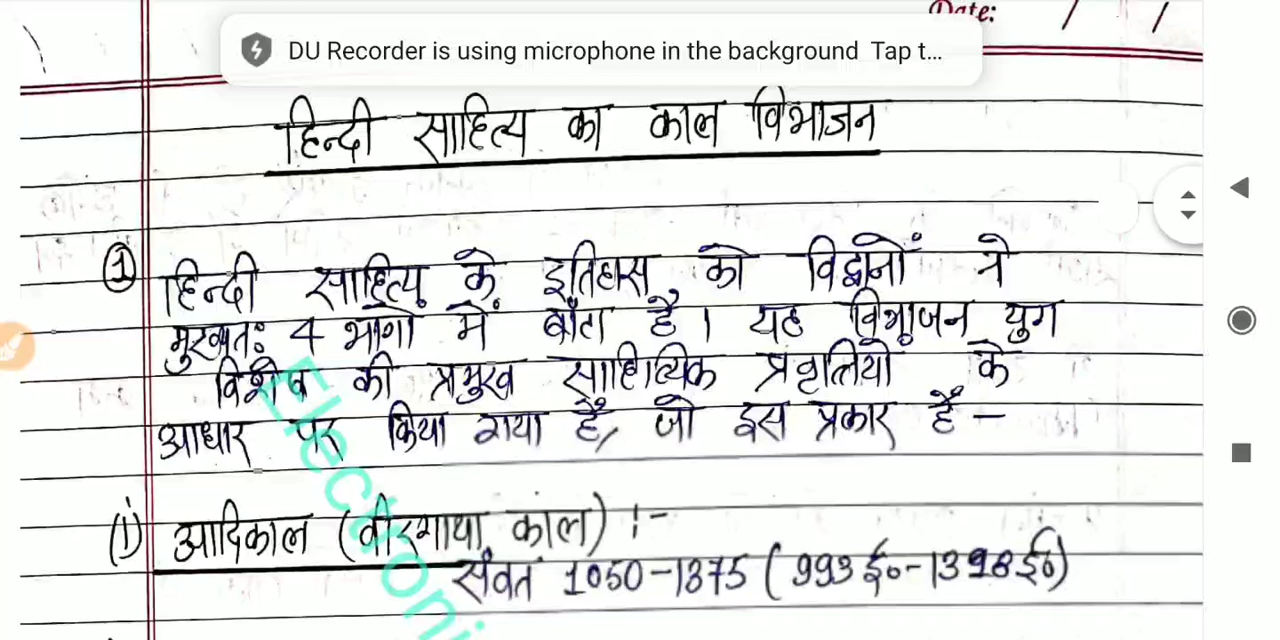 Date: / /
DU Recorder is using microphone in the background Tap t...
हिन्दी साहित्य का काल विभाजन
① हिन्दी साहित्य के इतिहास को विद्वानों ने
मुख्यतः 4 भागों में बाँता है। यह विभाजन युग
विशेष की प्रमुख साहित्यिक प्रवृत्तियों के
आधार पर किया गया है, जो इस प्रकार है -
(i) आदिकाल (वीरगाथा काल) :-
संवत 1050-1375 (993 ई०-1318 ई०)
Electroni